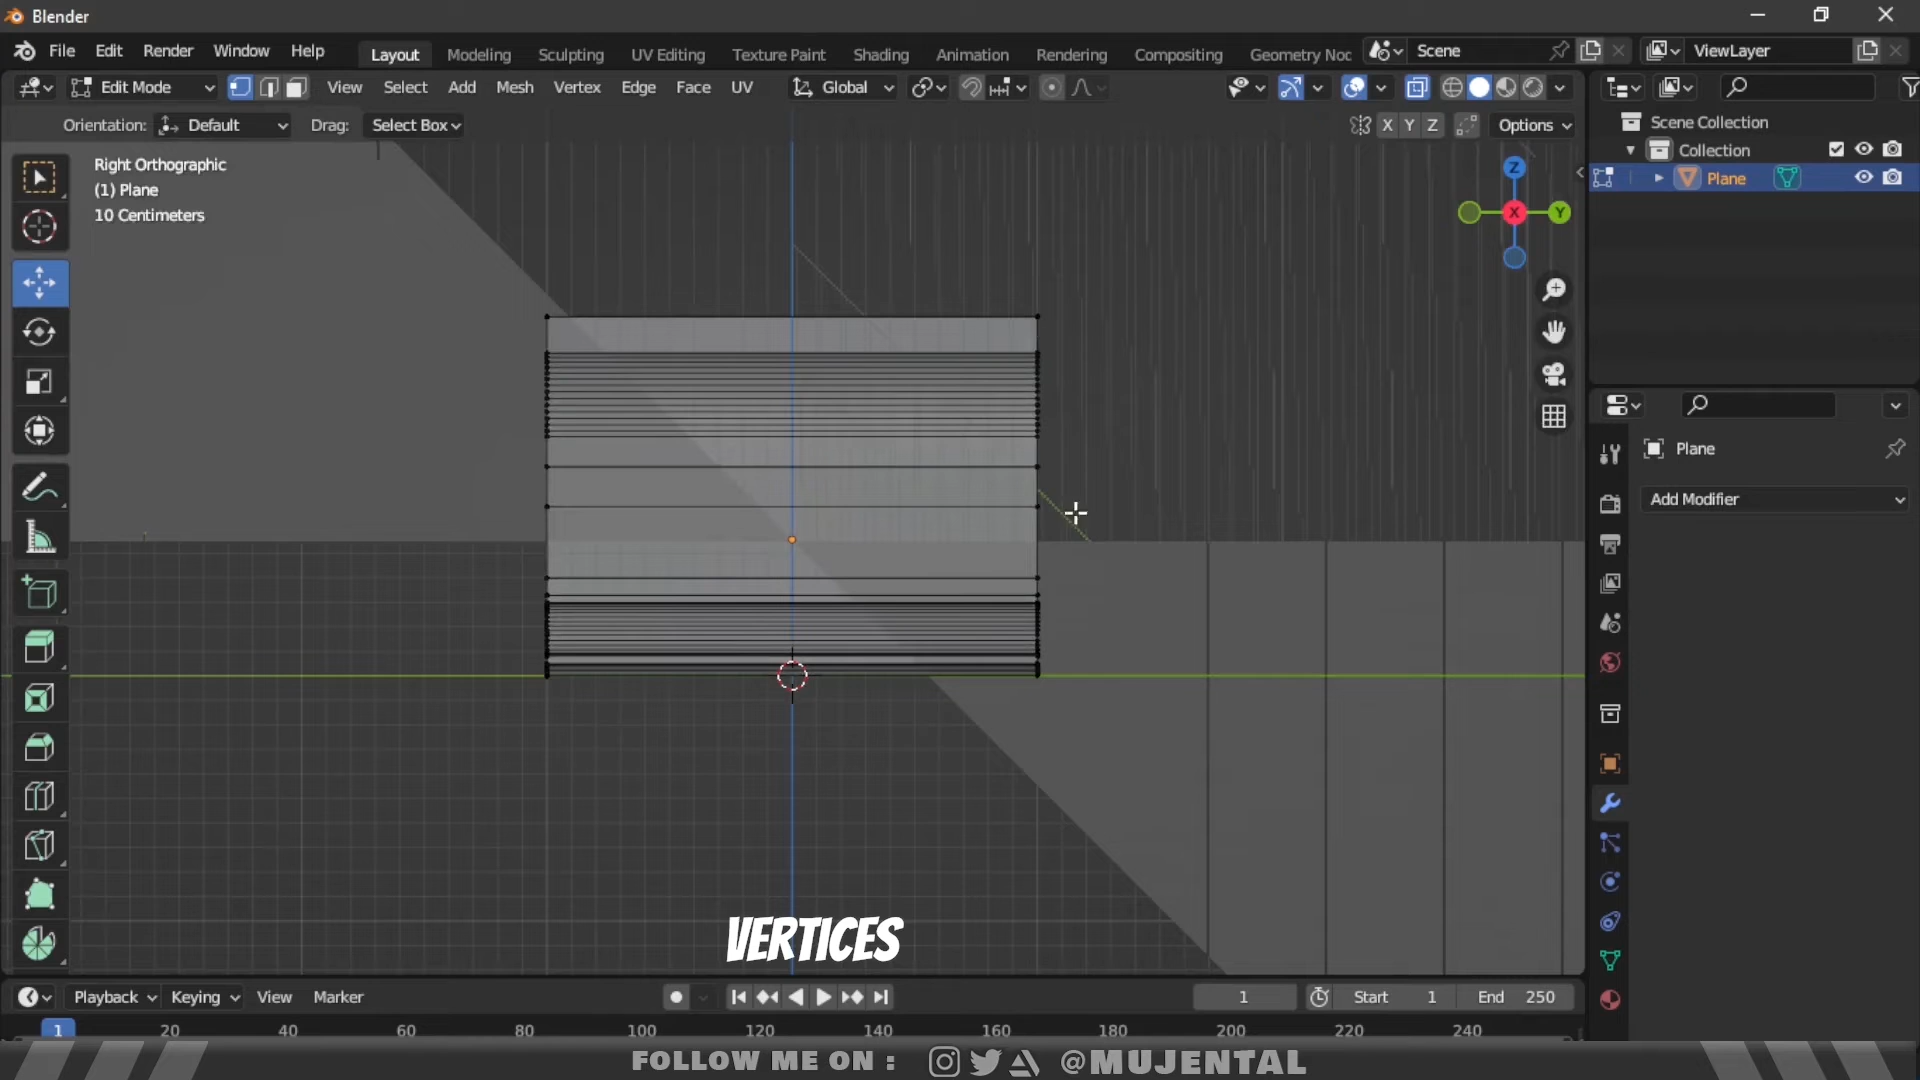 Blender
File Edit Render Window Help Layout Modeling Sculpting UV Editing Texture Paint Shading Animation Rendering Compositing Geometry Noc Scene ViewLayer
Edit Mode View Select Add Mesh Vertex Edge Face UV Global
Orientation: Default Drag: Select Box X Y Z Options
Scene Collection
Collection
Plane
Right Orthographic
(1) Plane
10 Centimeters
Z
X
Y
Plane
Add Modifier
VERTICES
Playback Keying View Marker 1 Start 1 End 250
1 20 40 60 80 100 120 140 160 180 200 220 240
FOLLOW ME ON : @MUJENTAL